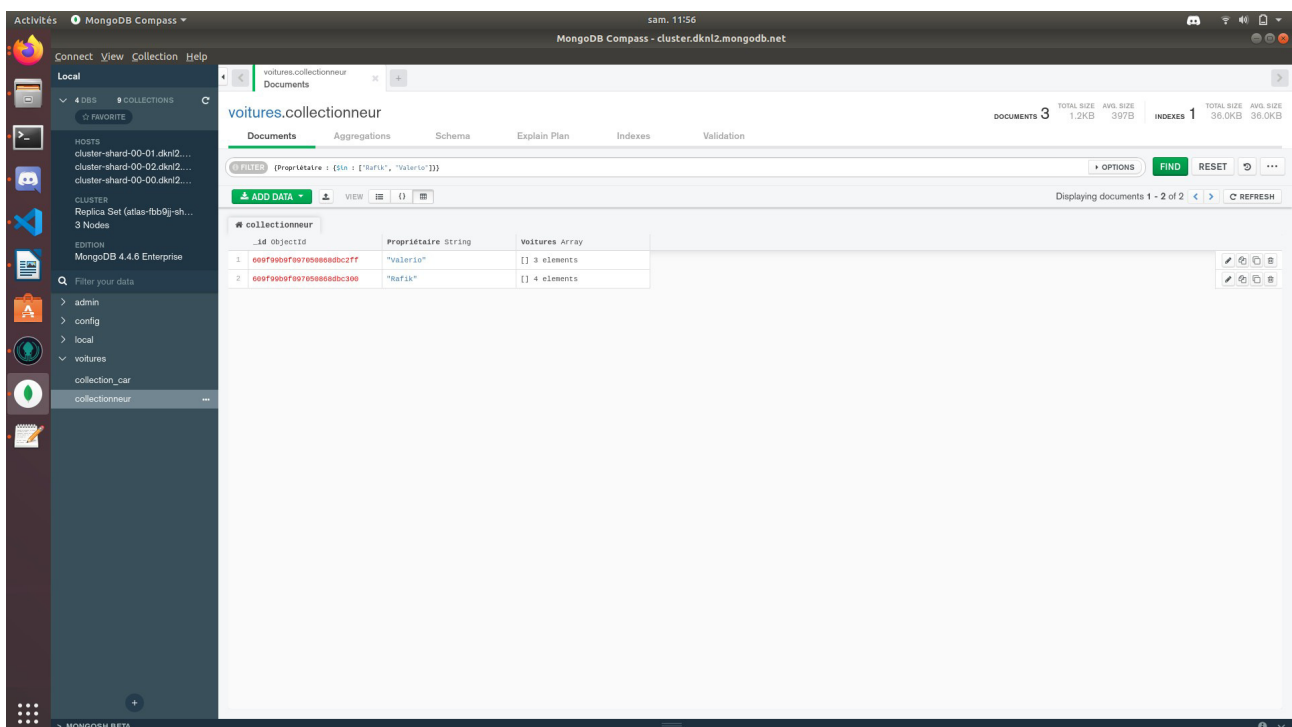 Activités MongoDB Compass sam. 11:56
MongoDB Compass - cluster.dknl2.mongodb.net
Connect View Collection Help
Local
4 DBS 9 COLLECTIONS
FAVORITE
HOSTS
cluster-shard-00-01.dknl2....
cluster-shard-00-02.dknl2....
cluster-shard-00-00.dknl2....
CLUSTER
Replica Set (atlas-fbb9jj-sh...
3 Nodes
EDITION
MongoDB 4.4.6 Enterprise
Filter your data
admin
config
local
voitures
collection_car
collectionneur
voitures.collectionneur
Documents
voitures.collectionneur
DOCUMENTS 3 TOTAL SIZE 1.2KB AVG. SIZE 397B INDEXES 1 TOTAL SIZE 36.0KB AVG. SIZE 36.0KB
Documents Aggregations Schema Explain Plan Indexes Validation
FILTER {Propriétaire : {$in : ["Rafik", "Valerio"]}} OPTIONS FIND RESET
ADD DATA VIEW Displaying documents 1 - 2 of 2 REFRESH
collectionneur
_id ObjectId Propriétaire String Voitures Array
1 609f99b9f097050868dbc2ff "Valerio" [] 3 elements
2 609f99b9f097050868dbc300 "Rafik" [] 4 elements
>_MONGOSH BETA